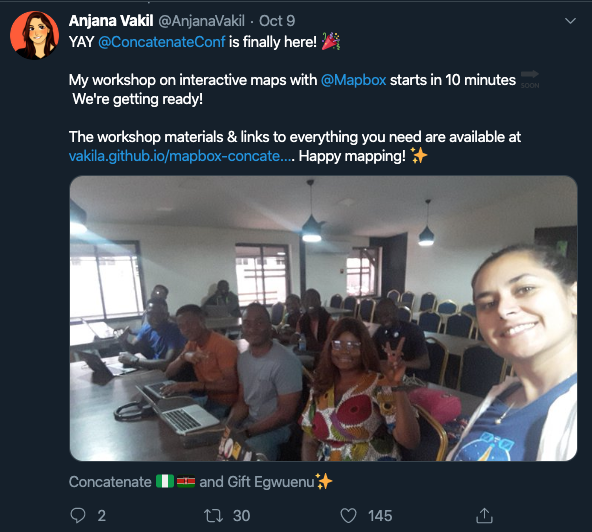 Anjana Vakil @AnjanaVakil · Oct 9
YAY @ConcatenateConf is finally here! 🎉
My workshop on interactive maps with @Mapbox starts in 10 minutes 🔜
We're getting ready!
The workshop materials & links to everything you need are available at
vakila.github.io/mapbox-concate.... Happy mapping! ✨
Concatenate 🇳🇬 🇰🇪 and Gift Egwuenu✨
2 30 145